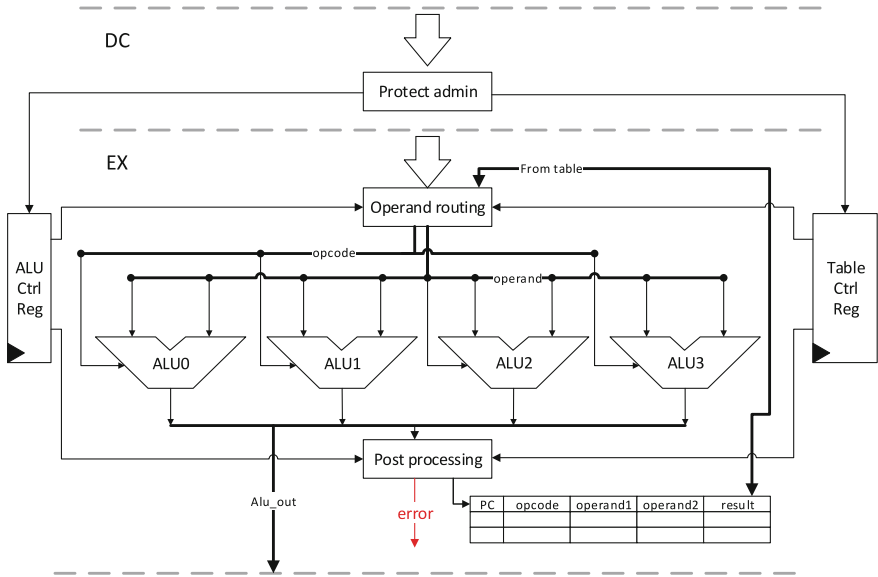 DC
Protect admin
EX
From table
Operand routing
opcode
operand
ALU
Ctrl
Reg
Table
Ctrl
Reg
ALU0
ALU1
ALU2
ALU3
Post processing
Alu_out
error
PC opcode operand1 operand2 result